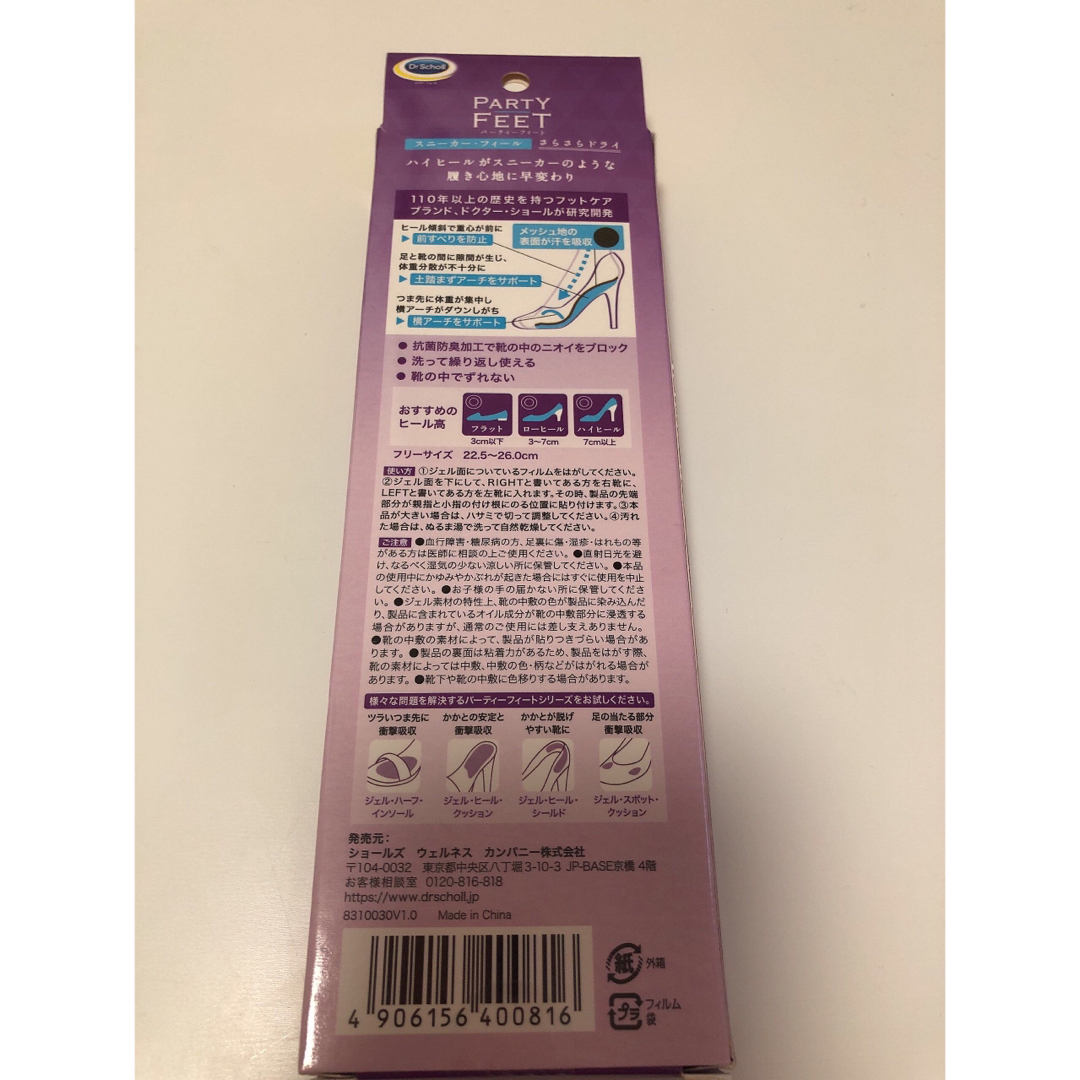 Dr.Scholl
PARTY
FEET
パーティーフィート
スニーカー・フィール さらさらドライ
ハイヒールがスニーカーのような
履き心地に早変わり
110年以上の歴史を持つフットケア
ブランド、ドクター・ショールが研究開発
ヒール傾斜で重心が前に
▶前すべりを防止
メッシュ地の
表面が汗を吸収
足と靴の間に隙間が生じ、
体重分散が不十分に
▶土踏まずアーチをサポート
つま先に体重が集中し
横アーチがダウンしがち
▶横アーチをサポート
●抗菌防臭加工で靴の中のニオイをブロック
●洗って繰り返し使える
●靴の中でずれない
おすすめの
ヒール高
フラット ローヒール ハイヒール
3cm以下 3〜7cm 7cm以上
フリーサイズ 22.5〜26.0cm
使い方 ①ジェル面についているフィルムをはがしてください。
②ジェル面を下にして、RIGHTと書いてある方を右靴に、
LEFTと書いてある方を左靴に入れます。その時、製品の先端
部分が親指と小指の付け根にのる位置に貼り付けます。③本
品が大きい場合は、ハサミで切って調整してください。④汚れ
た場合は、ぬるま湯で洗って自然乾燥してください。
ご注意 ●血行障害・糖尿病の方、足裏に傷・湿疹・はれもの等
がある方は医師に相談の上ご使用ください。●直射日光を避
け、なるべく湿気の少ない涼しい所に保管してください。●本品
の使用中にかゆみやかぶれが起きた場合にはすぐに使用を中止
してください。●お子様の手の届かない所に保管してくださ
い。●ジェル素材の特性上、靴の中敷の色が製品に染み込んだ
り、製品に含まれているオイル成分が靴の中敷部分に浸透する
場合がありますが、通常のご使用には差し支えありません。
●靴の中敷の素材によって、製品が貼りつきづらい場合があ
ります。●製品の裏面は粘着力があるため、製品をはがす際、
靴の素材によっては中敷、中敷の色・柄などがはがれる場合が
あります。●靴下や靴の中敷に色移りする場合があります。
様々な問題を解決するパーティーフィートシリーズをお試しください。
ツラいつま先に
衝撃吸収
かかとの安定と
衝撃吸収
かかとが脱げ
やすい靴に
足の当たる部分
衝撃吸収
ジェル・ハーフ・
インソール
ジェル・ヒール・
クッション
ジェル・ヒール・
シールド
ジェル・スポット・
クッション
発売元:
ショールズ ウェルネス カンパニー株式会社
〒104-0032 東京都中央区八丁堀3-10-3 JP-BASE京橋 4階
お客様相談室 0120-816-818
https://www.drscholl.jp
8310030V1.0 Made in China
4 906156 400816
紙 外箱
プラ フィルム
袋